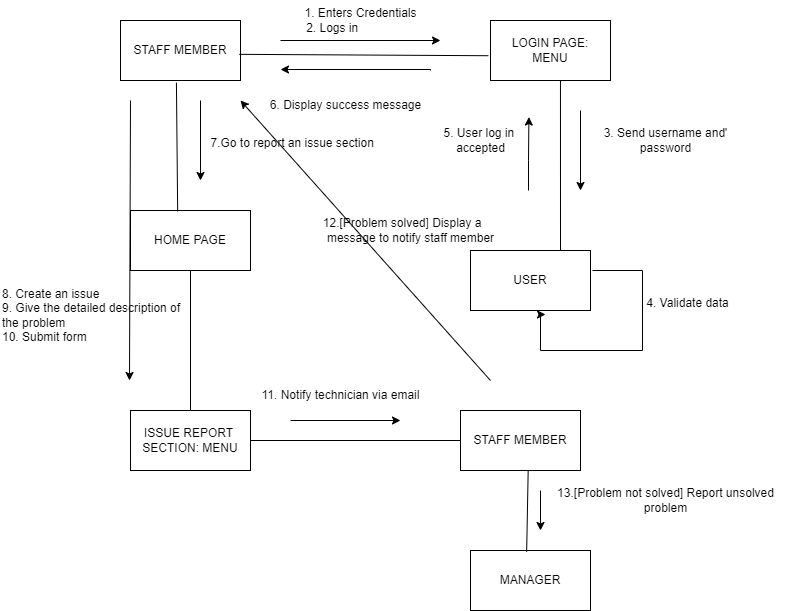 1. Enters Credentials
2. Logs in
STAFF MEMBER
LOGIN PAGE:
MENU
6. Display success message
7.Go to report an issue section
5. User log in
accepted
3. Send username and'
password
12.[Problem solved] Display a
message to notify staff member
HOME PAGE
USER
4. Validate data
8. Create an issue
9. Give the detailed description of
the problem
10. Submit form
11. Notify technician via email
ISSUE REPORT
SECTION: MENU
STAFF MEMBER
13.[Problem not solved] Report unsolved
problem
MANAGER